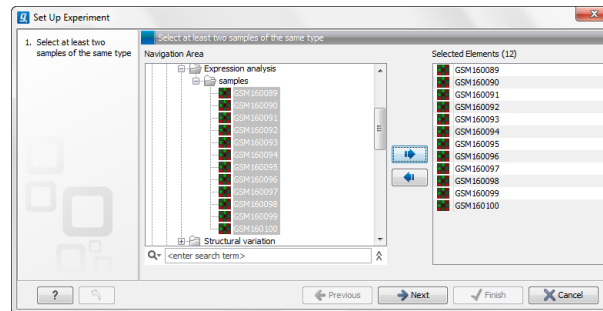 Set Up Experiment
1. Select at least two samples of the same type
Select at least two samples of the same type
Navigation Area
Expression analysis
samples
GSM160089
GSM160090
GSM160091
GSM160092
GSM160093
GSM160094
GSM160095
GSM160096
GSM160097
GSM160098
GSM160099
GSM160100
Structural variation
<enter search term>
Selected Elements (12)
GSM160089
GSM160090
GSM160091
GSM160092
GSM160093
GSM160094
GSM160095
GSM160096
GSM160097
GSM160098
GSM160099
GSM160100
?
Previous
Next
Finish
Cancel